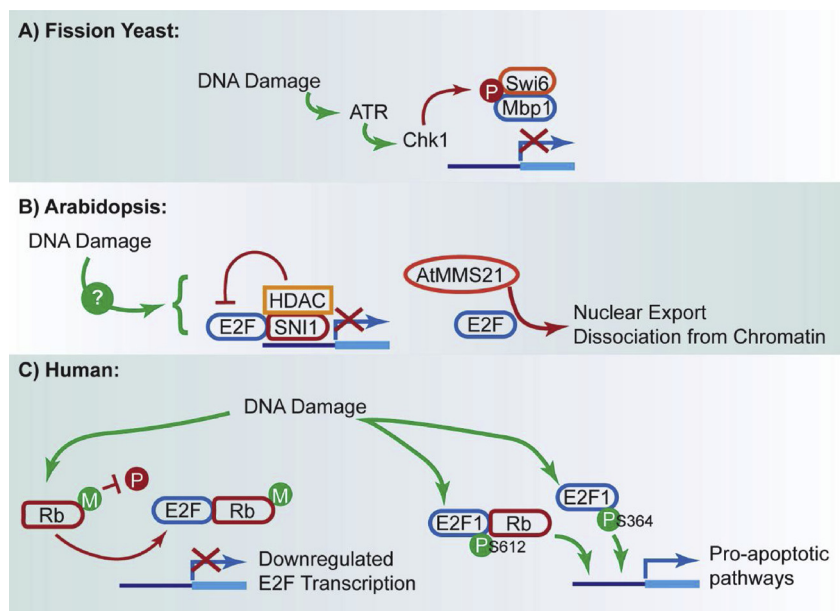 A) Fission Yeast:
DNA Damage
ATR
Chk1
P
Swi6
Mbp1
B) Arabidopsis:
DNA Damage
?
HDAC
E2F
SNI1
AtMMS21
E2F
Nuclear Export
Dissociation from Chromatin
C) Human:
DNA Damage
Rb
M
P
E2F
Rb
M
Downregulated
E2F Transcription
E2F1
Rb
P
S612
E2F1
P
S364
Pro-apoptotic
pathways